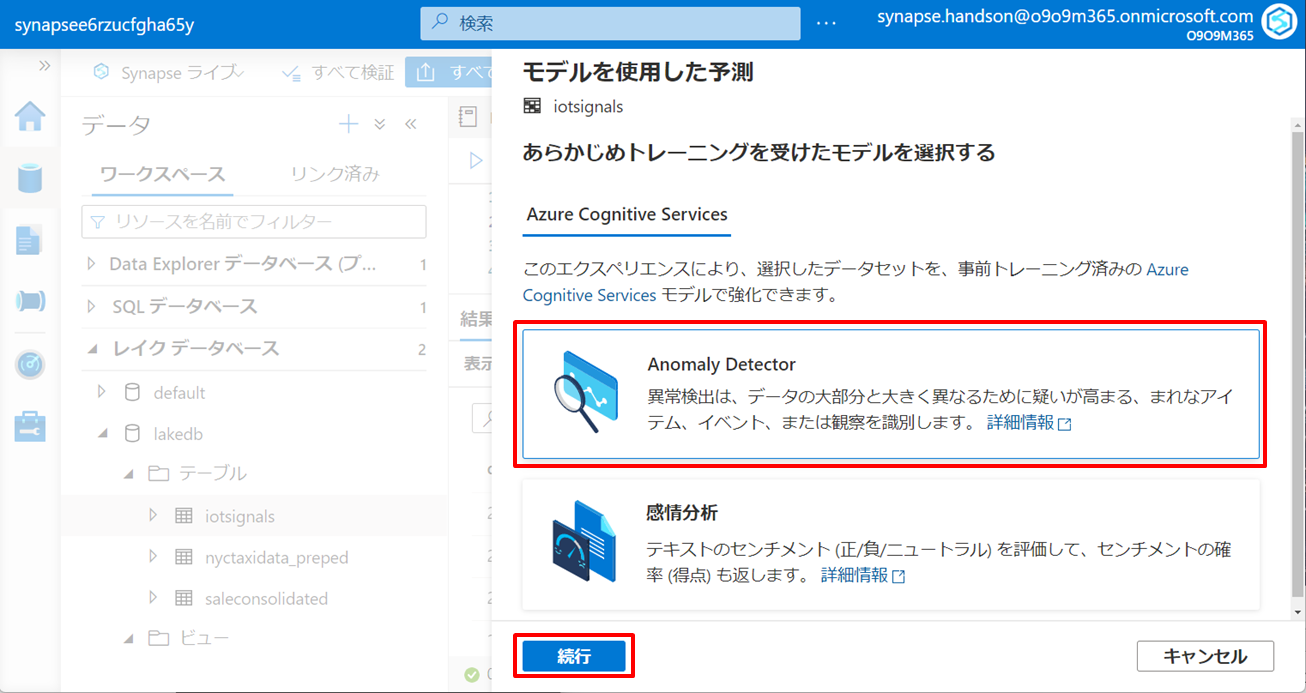 synapsee6rzucfgha65y
検索
synapse.handson@o9o9m365.onmicrosoft.com
O9O9M365
Synapse ライブ
すべて検証
すべて
データ
ワークスペース
リンク済み
リソースを名前でフィルター
Data Explorer データベース (プ... 1
SQL データベース 1
レイク データベース 2
default
lakedb
テーブル
iotsignals
nyctaxidata_preped
saleconsolidated
ビュー
結果
表示
モデルを使用した予測
iotsignals
あらかじめトレーニングを受けたモデルを選択する
Azure Cognitive Services
このエクスペリエンスにより、選択したデータセットを、事前トレーニング済みの Azure
Cognitive Services モデルで強化できます。
Anomaly Detector
異常検出は、データの大部分と大きく異なるために疑いが高まる、まれなアイ
テム、イベント、または観察を識別します。 詳細情報
感情分析
テキストのセンチメント (正/負/ニュートラル) を評価して、センチメントの確
率 (得点) も返します。 詳細情報
続行
キャンセル